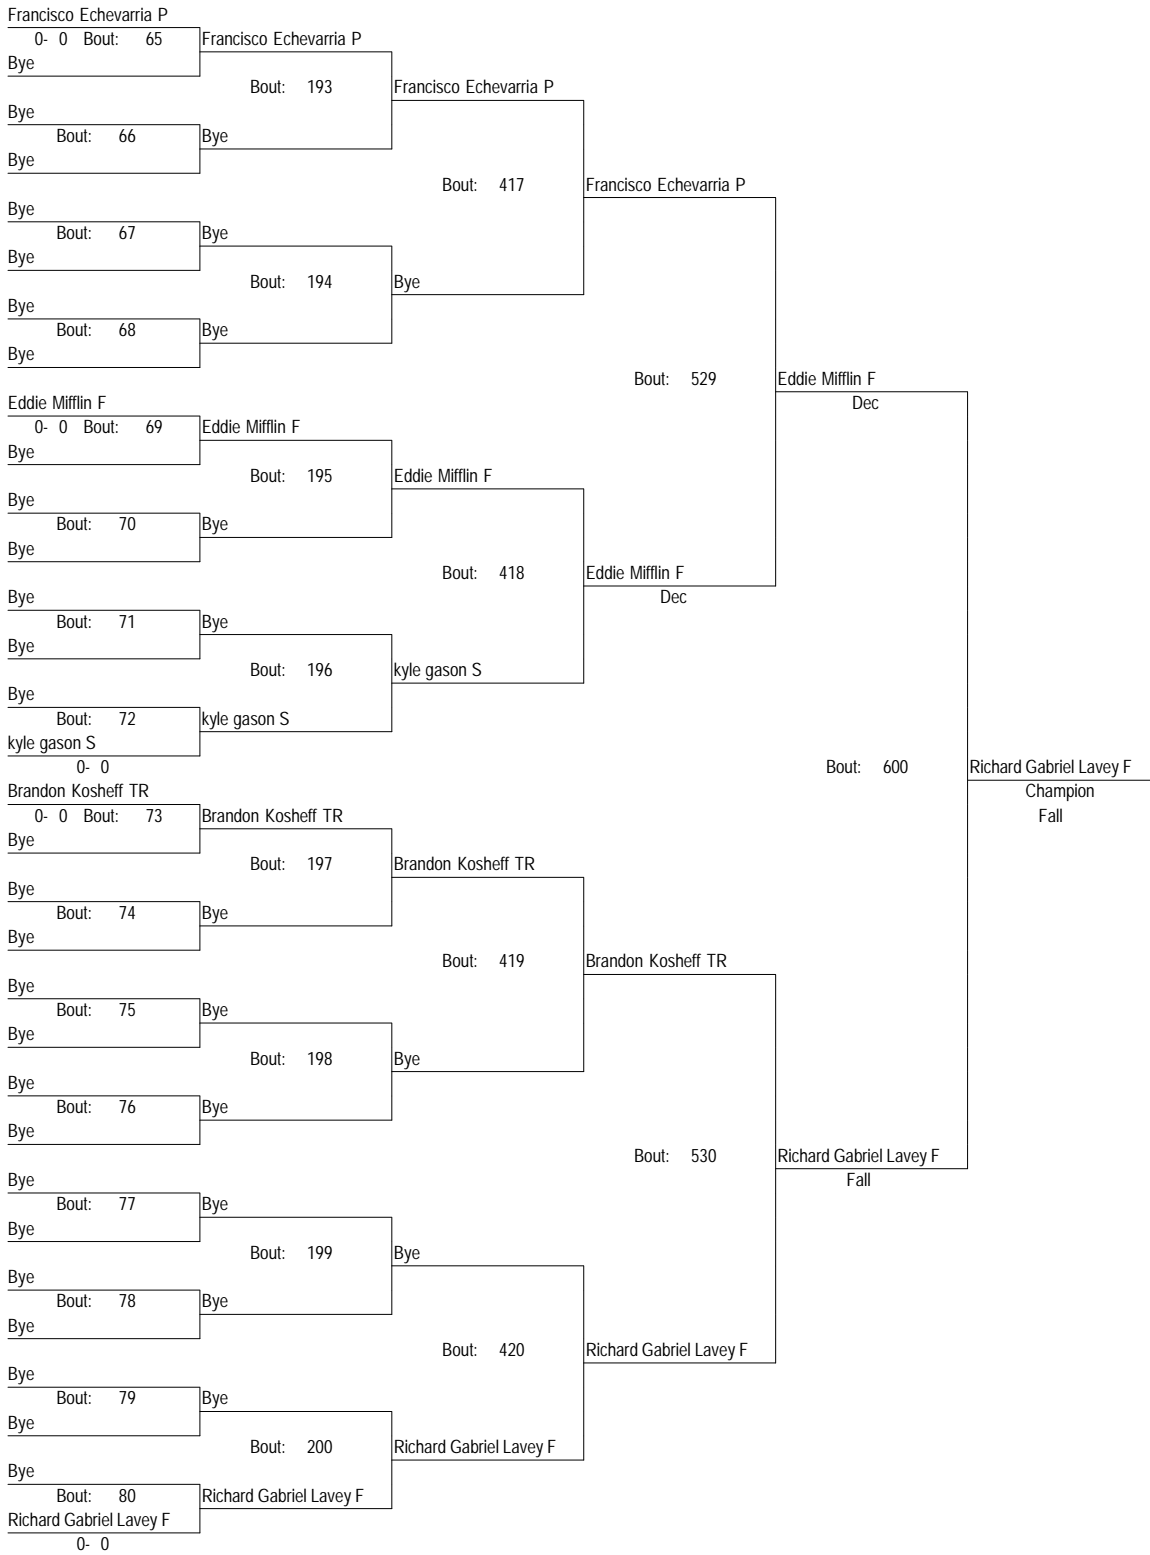 Francisco Echevarria P
0- 0 Bout: 65 Francisco Echevarria P
Bye
Bout: 193 Francisco Echevarria P
Bye
Bout: 66 Bye
Bye
Bout: 417 Francisco Echevarria P
Bye
Bout: 67 Bye
Bye
Bout: 194 Bye
Bye
Bout: 68 Bye
Bye
Bout: 529 Eddie Mifflin F
Eddie Mifflin F Dec
0- 0 Bout: 69 Eddie Mifflin F
Bye
Bout: 195 Eddie Mifflin F
Bye
Bout: 70 Bye
Bye
Bout: 418 Eddie Mifflin F
Bye Dec
Bout: 71 Bye
Bye
Bout: 196 kyle gason S
Bye
Bout: 72 kyle gason S
kyle gason S
0- 0 Bout: 600 Richard Gabriel Lavey F
Brandon Kosheff TR Champion
0- 0 Bout: 73 Brandon Kosheff TR Fall
Bye
Bout: 197 Brandon Kosheff TR
Bye
Bout: 74 Bye
Bye
Bout: 419 Brandon Kosheff TR
Bye
Bout: 75 Bye
Bye
Bout: 198 Bye
Bye
Bout: 76 Bye
Bye
Bout: 530 Richard Gabriel Lavey F
Bye Fall
Bout: 77 Bye
Bye
Bout: 199 Bye
Bye
Bout: 78 Bye
Bye
Bout: 420 Richard Gabriel Lavey F
Bye
Bout: 79 Bye
Bye
Bout: 200 Richard Gabriel Lavey F
Bye
Bout: 80 Richard Gabriel Lavey F
Richard Gabriel Lavey F
0- 0